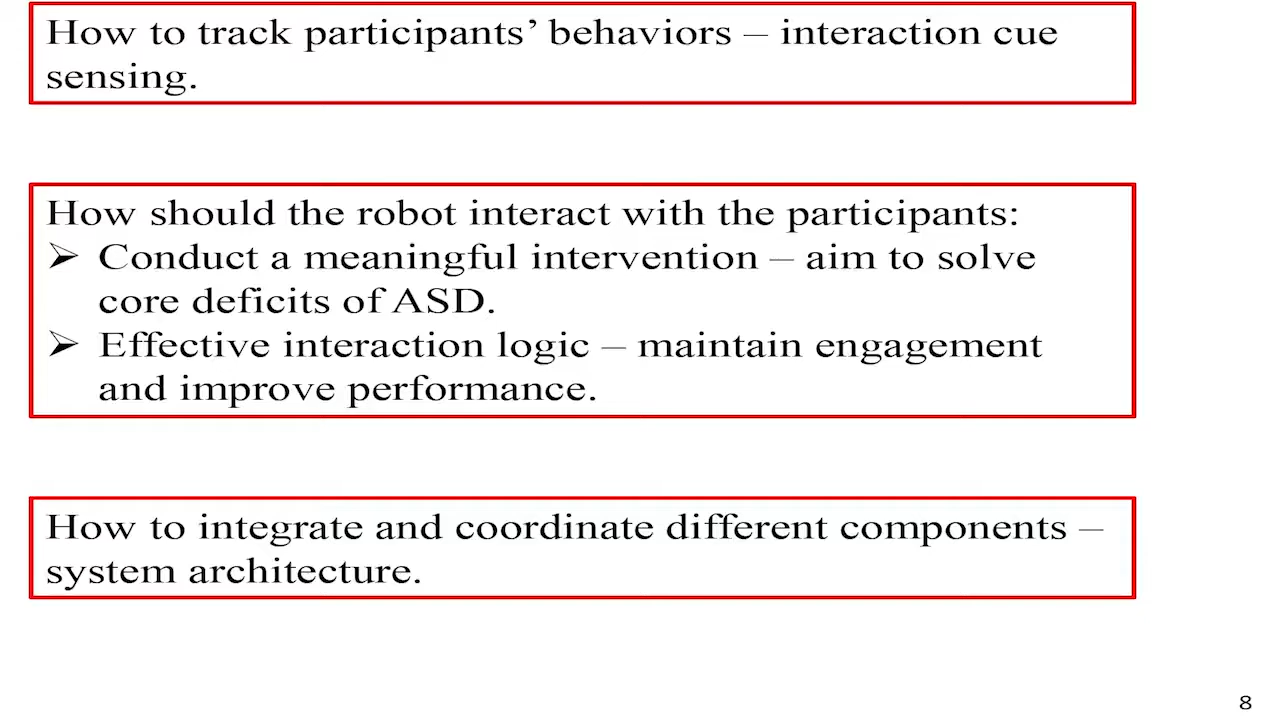 How to track participants’ behaviors – interaction cue
sensing.
How should the robot interact with the participants:
➢ Conduct a meaningful intervention – aim to solve
core deficits of ASD.
➢ Effective interaction logic – maintain engagement
and improve performance.
How to integrate and coordinate different components –
system architecture.
8